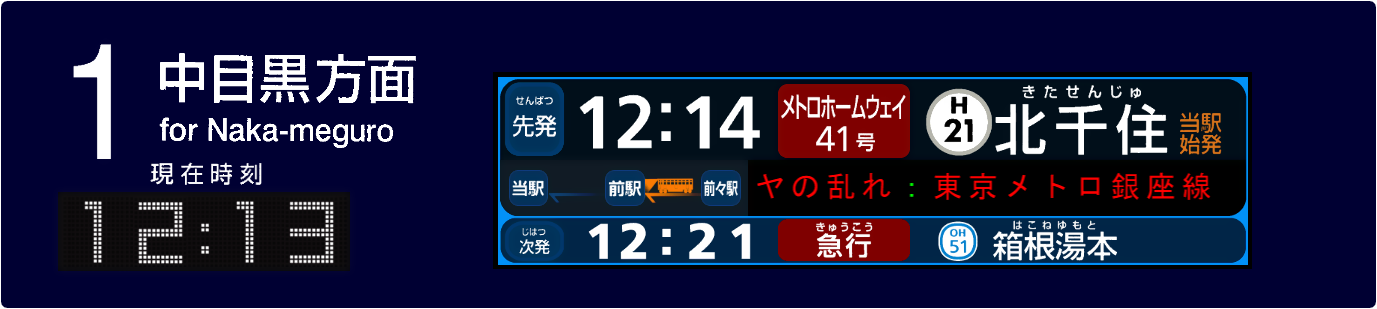 1
中目黒方面
for Naka-meguro
現在時刻
12:13
せんぱつ
先発
12:14
メトロホームウェイ
41号
H
21
きたせんじゅ
北千住
当駅
始発
当駅
前駅
前々駅
ヤの乱れ:東京メトロ銀座線
じはつ
次発
12:21
きゅうこう
急行
OH
51
はこねゆもと
箱根湯本